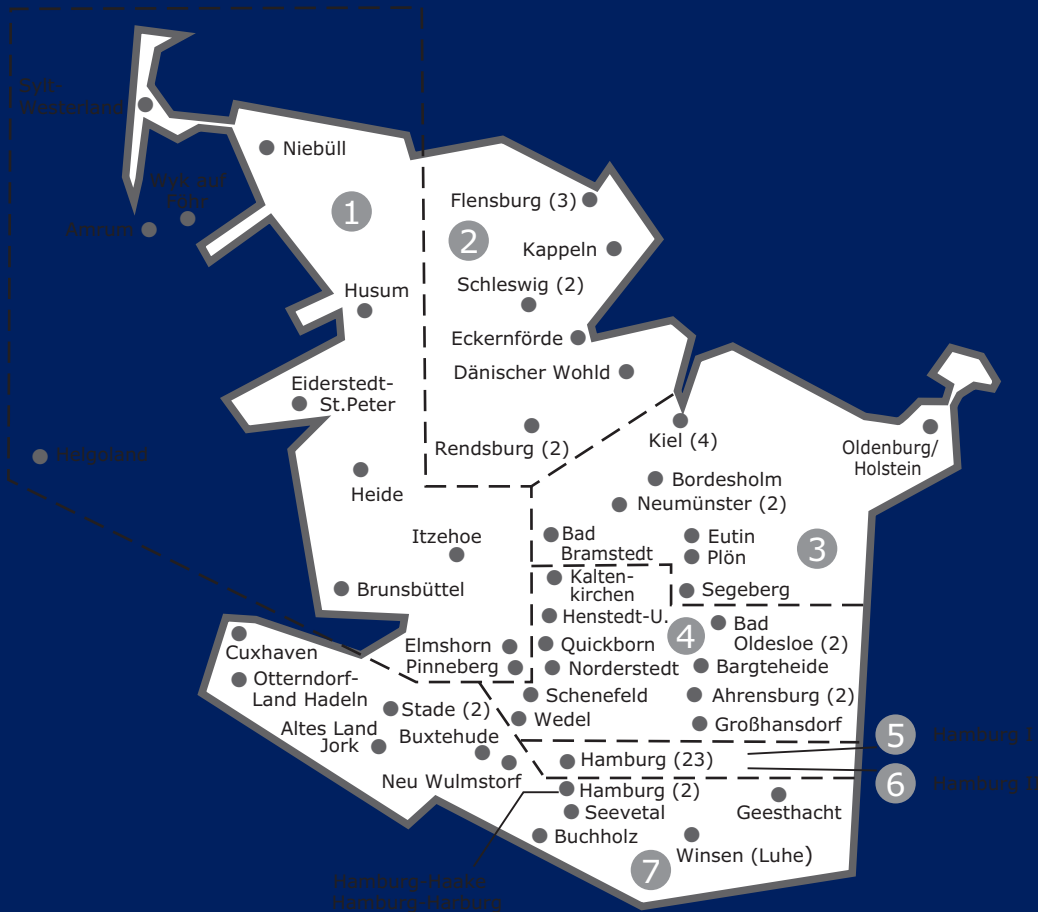 Sylt-
Westerland
Niebüll
Wyk auf
Föhr
Amrum
1
Flensburg (3)
2
Kappeln
Schleswig (2)
Husum
Eckernförde
Dänischer Wohld
Eiderstedt-
St.Peter
Rendsburg (2)
Kiel (4)
Oldenburg/
Holstein
Helgoland
Heide
Bordesholm
Neumünster (2)
Itzehoe
Bad
Bramstedt
Eutin
Plön
3
Brunsbüttel
Kalten-
kirchen
Segeberg
Henstedt-U.
4
Bad
Oldesloe (2)
Elmshorn
Pinneberg
Quickborn
Norderstedt
Bargteheide
Cuxhaven
Otterndorf-
Land Hadeln
Schenefeld
Ahrensburg (2)
Stade (2)
Wedel
Großhansdorf
Altes Land
Jork
Buxtehude
Neu Wulmstorf
5
Hamburg I
Hamburg (23)
6
Hamburg II
Hamburg (2)
Seevetal
Geesthacht
Buchholz
Winsen (Luhe)
7
Hamburg-Haake
Hamburg-Harburg